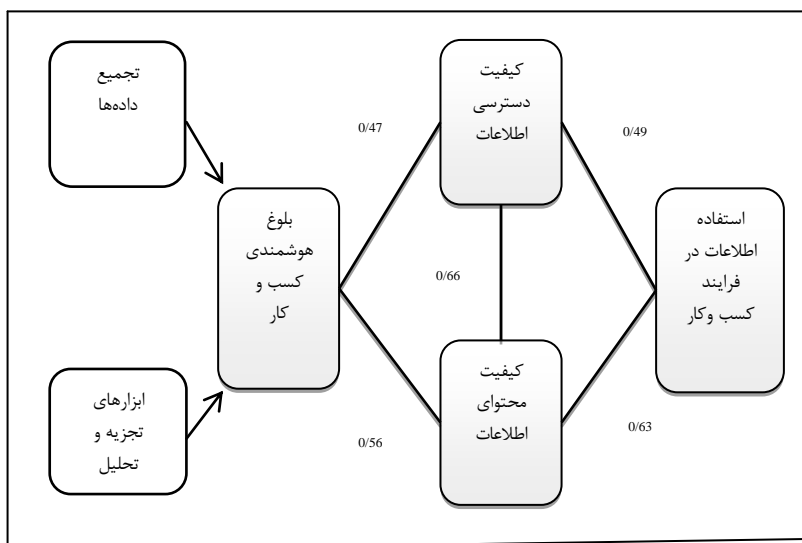 تجمیع
داده‌ها
کیفیت
دسترسی
اطلاعات
0/47
0/49
بلوغ
هوشمندی
کسب و
کار
استفاده
اطلاعات در
فرایند
کسب وکار
0/66
ابزارهای
تجزیه و
تحلیل
کیفیت
محتوای
اطلاعات
0/56
0/63